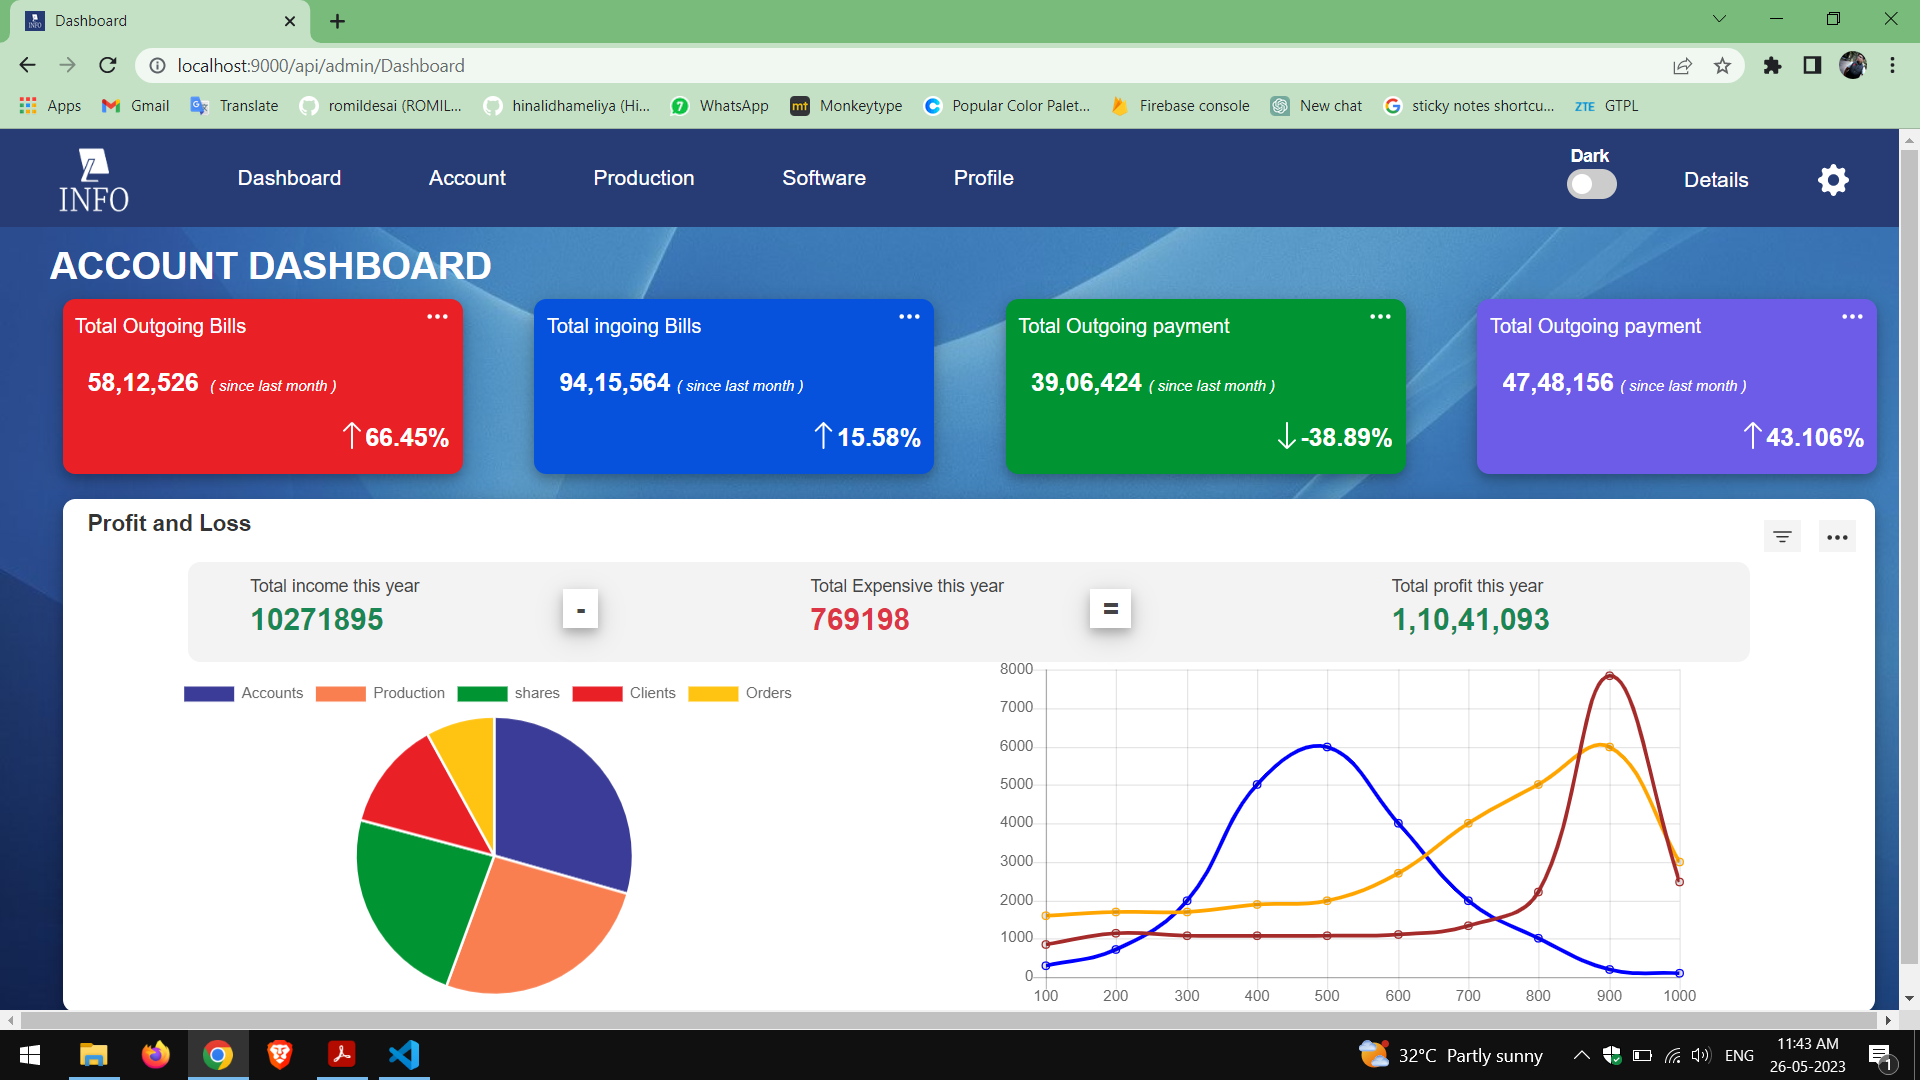 Dashboard
localhost:9000/api/admin/Dashboard
Apps Gmail Translate romildesai (ROMIL... hinalidhameliya (Hi... WhatsApp mt Monkeytype Popular Color Palet... Firebase console New chat sticky notes shortcu... ZTE GTPL
INFO
Dashboard Account Production Software Profile Dark Details
ACCOUNT DASHBOARD
Total Outgoing Bills
58,12,526 ( since last month )
66.45%
Total ingoing Bills
94,15,564 ( since last month )
15.58%
Total Outgoing payment
39,06,424 ( since last month )
-38.89%
Total Outgoing payment
47,48,156 ( since last month )
43.106%
Profit and Loss
Total income this year
10271895
-
Total Expensive this year
769198
=
Total profit this year
1,10,41,093
Accounts Production shares Clients Orders
8000
7000
6000
5000
4000
3000
2000
1000
0
100 200 300 400 500 600 700 800 900 1000
32°C Partly sunny ENG
11:43 AM
26-05-2023
1